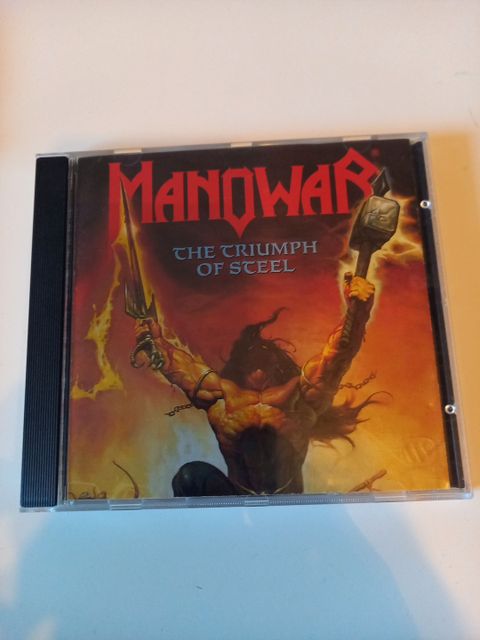 MANOWAR
THE TRIUMPH
OF STEEL